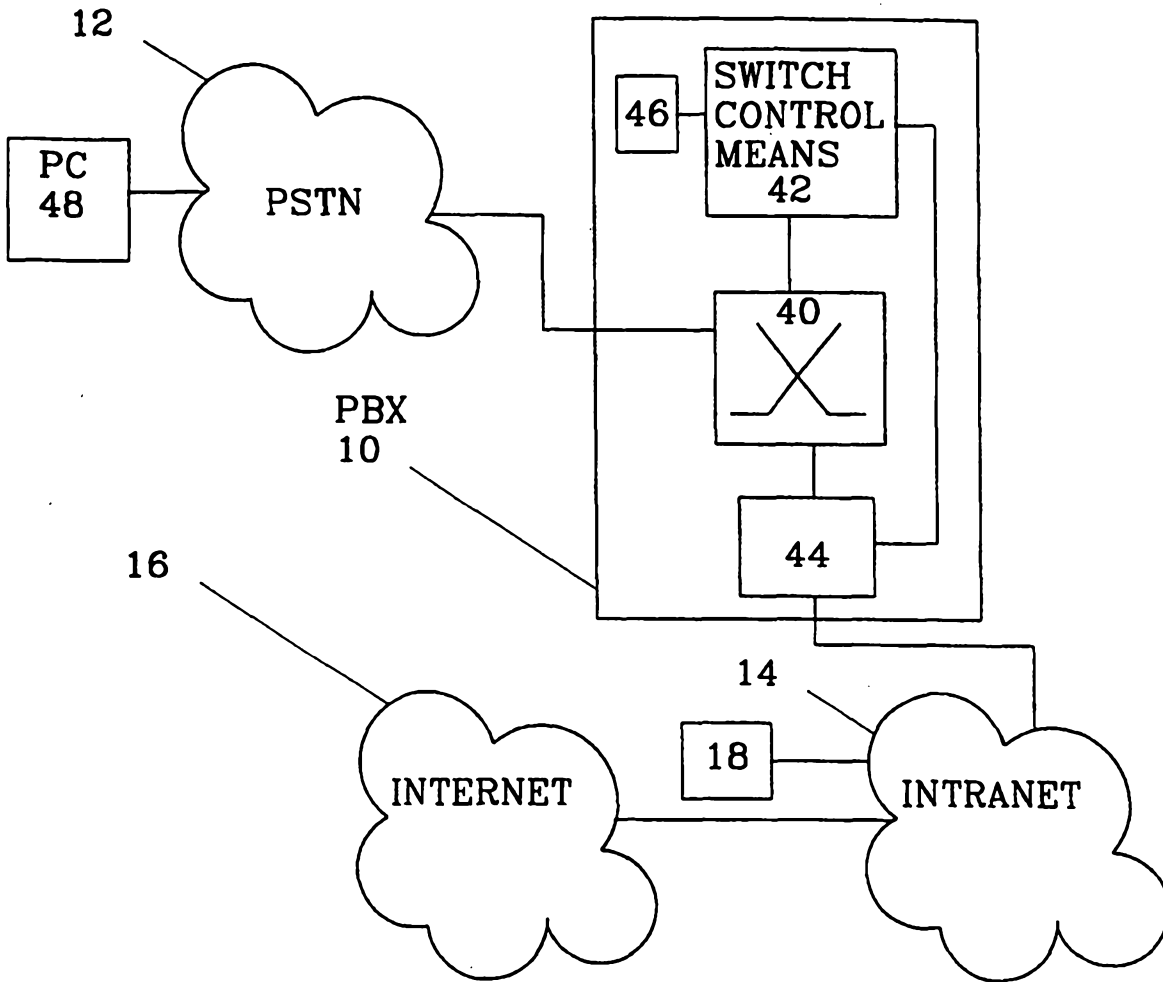 12
SWITCH
CONTROL
MEANS
42
46
PC
48
PSTN
40
PBX
10
44
16
14
18
INTERNET
INTRANET